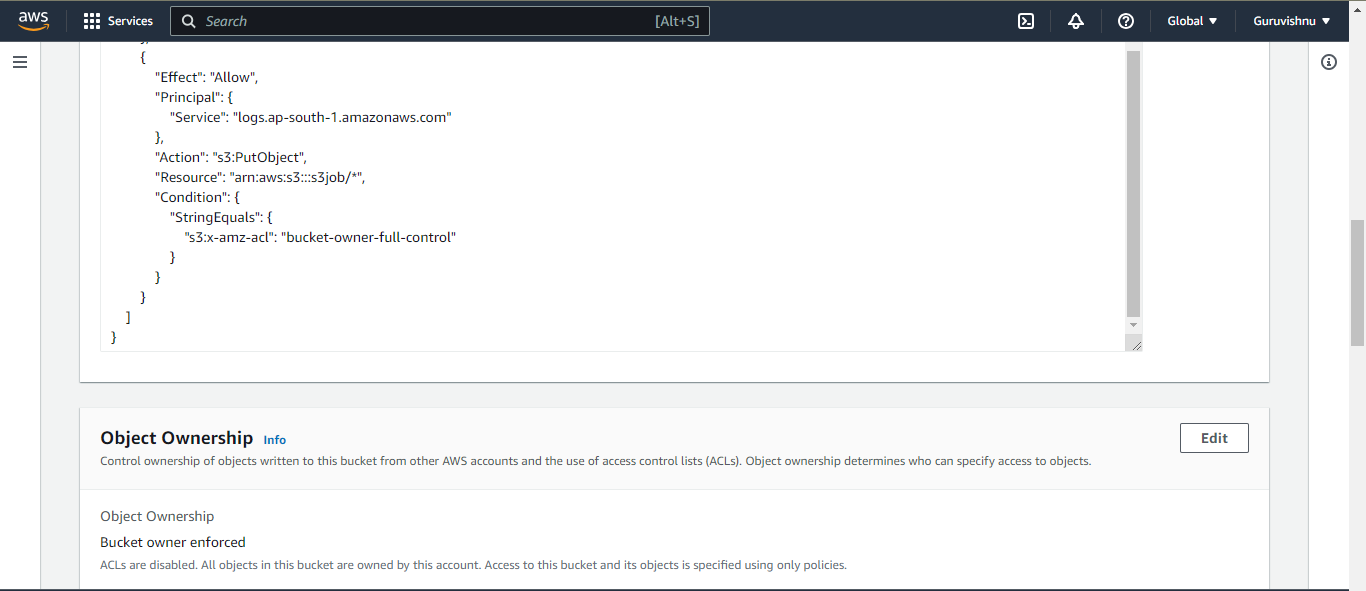 aws
Services
Search
[Alt+S]
Global
Guruvishnu
{
"Effect": "Allow",
"Principal": {
"Service": "logs.ap-south-1.amazonaws.com"
},
"Action": "s3:PutObject",
"Resource": "arn:aws:s3:::s3job/*",
"Condition": {
"StringEquals": {
"s3:x-amz-acl": "bucket-owner-full-control"
}
}
}
]
}
Object Ownership Info
Edit
Control ownership of objects written to this bucket from other AWS accounts and the use of access control lists (ACLs). Object ownership determines who can specify access to objects.
Object Ownership
Bucket owner enforced
ACLs are disabled. All objects in this bucket are owned by this account. Access to this bucket and its objects is specified using only policies.